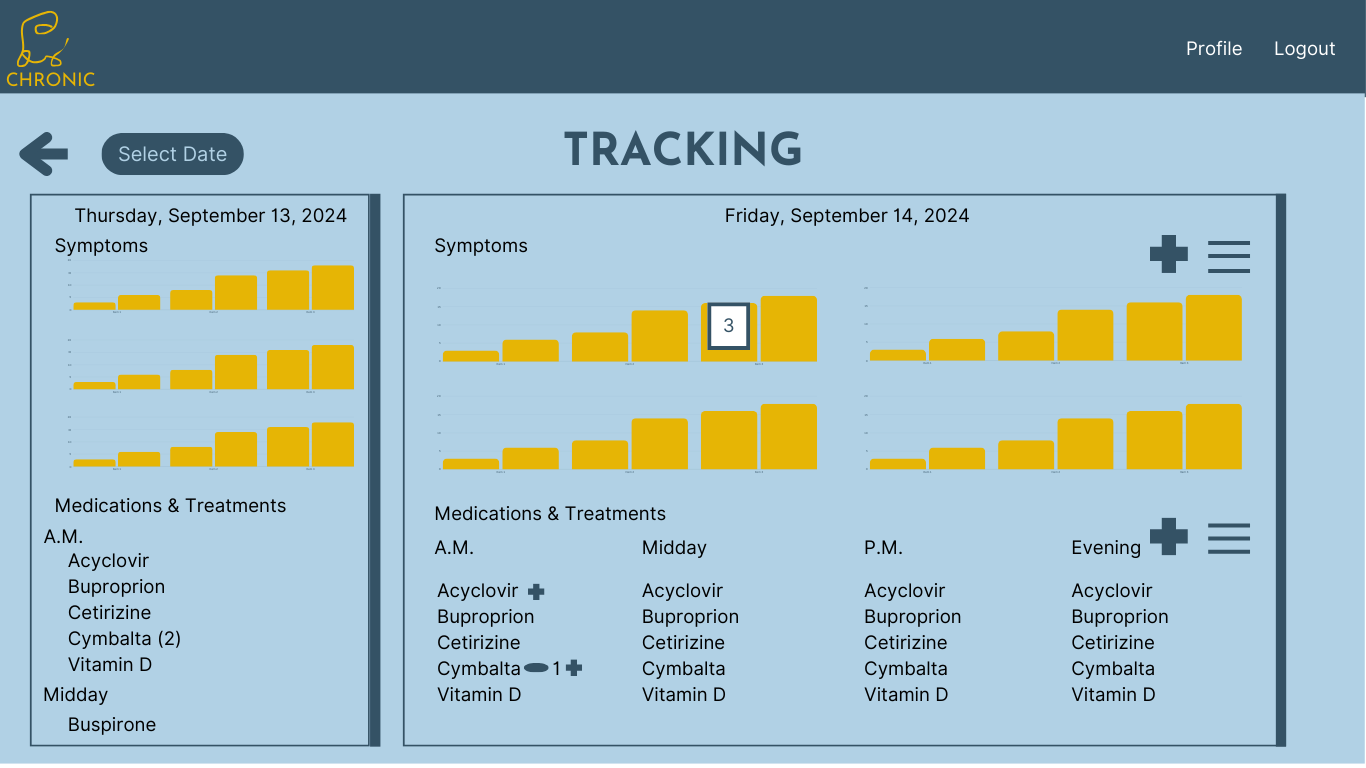 CHRONIC
Profile Logout
Select Date
TRACKING
Thursday, September 13, 2024
Symptoms
Medications & Treatments
A.M.
Acyclovir
Buproprion
Cetirizine
Cymbalta (2)
Vitamin D
Midday
Buspirone
Friday, September 14, 2024
Symptoms
3
Medications & Treatments
A.M. Midday P.M. Evening
Acyclovir Acyclovir Acyclovir Acyclovir
Buproprion Buproprion Buproprion Buproprion
Cetirizine Cetirizine Cetirizine Cetirizine
Cymbalta 1 Cymbalta Cymbalta Cymbalta
Vitamin D Vitamin D Vitamin D Vitamin D